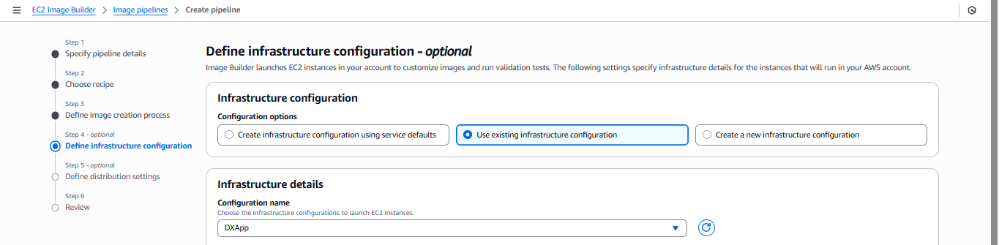 EC2 Image Builder > Image pipelines > Create pipeline
Step 1
Specify pipeline details
Step 2
Choose recipe
Step 3
Define image creation process
Step 4 - optional
Define infrastructure configuration
Step 5 - optional
Define distribution settings
Step 6
Review
Define infrastructure configuration - optional
Image Builder launches EC2 instances in your account to customize images and run validation tests. The following settings specify infrastructure details for the instances that will run in your AWS account.
Infrastructure configuration
Configuration options
Create infrastructure configuration using service defaults
Use existing infrastructure configuration
Create a new infrastructure configuration
Infrastructure details
Configuration name
Choose the infrastructure configurations to launch EC2 instances.
DXApp